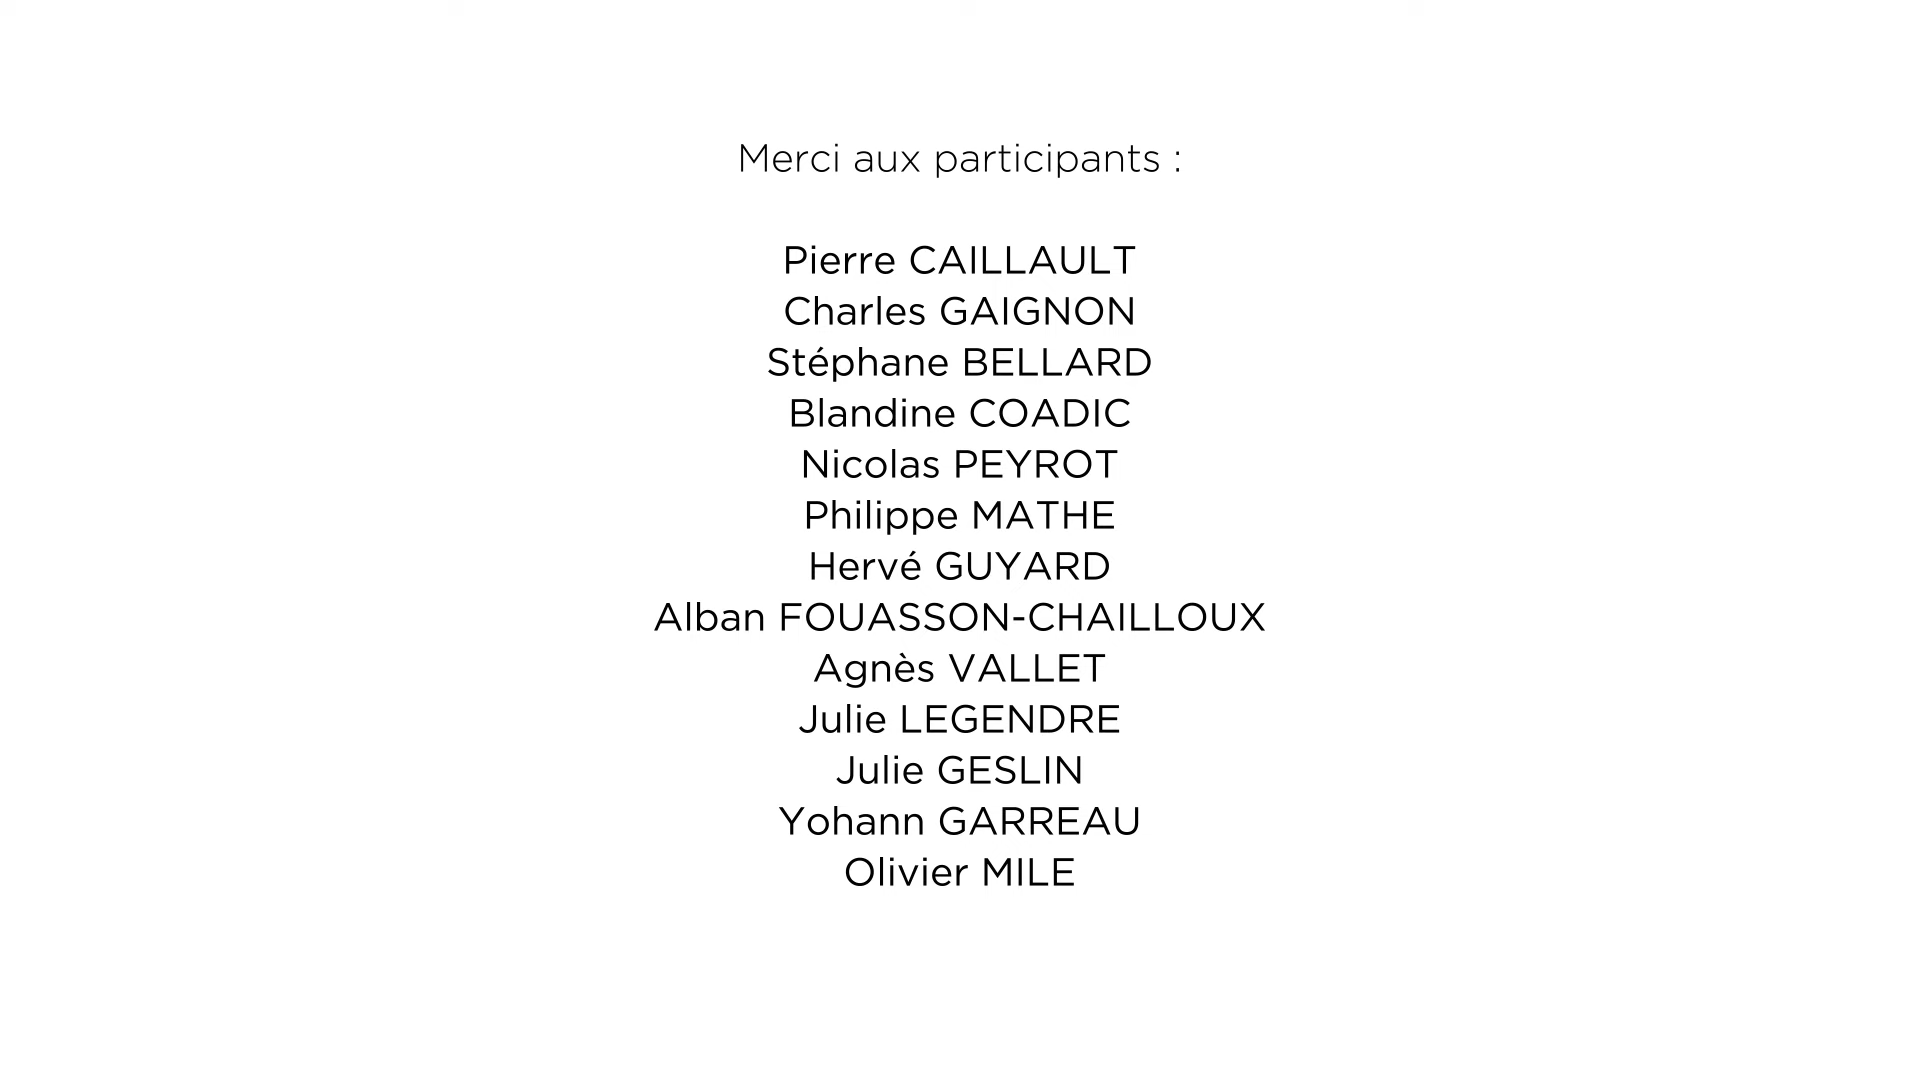 Merci aux participants :
Pierre CAILLAULT
Charles GAIGNON
Stéphane BELLARD
Blandine COADIC
Nicolas PEYROT
Philippe MATHE
Hervé GUYARD
Alban FOUASSON-CHAILLOUX
Agnès VALLET
Julie LEGENDRE
Julie GESLIN
Yohann GARREAU
Olivier MILE